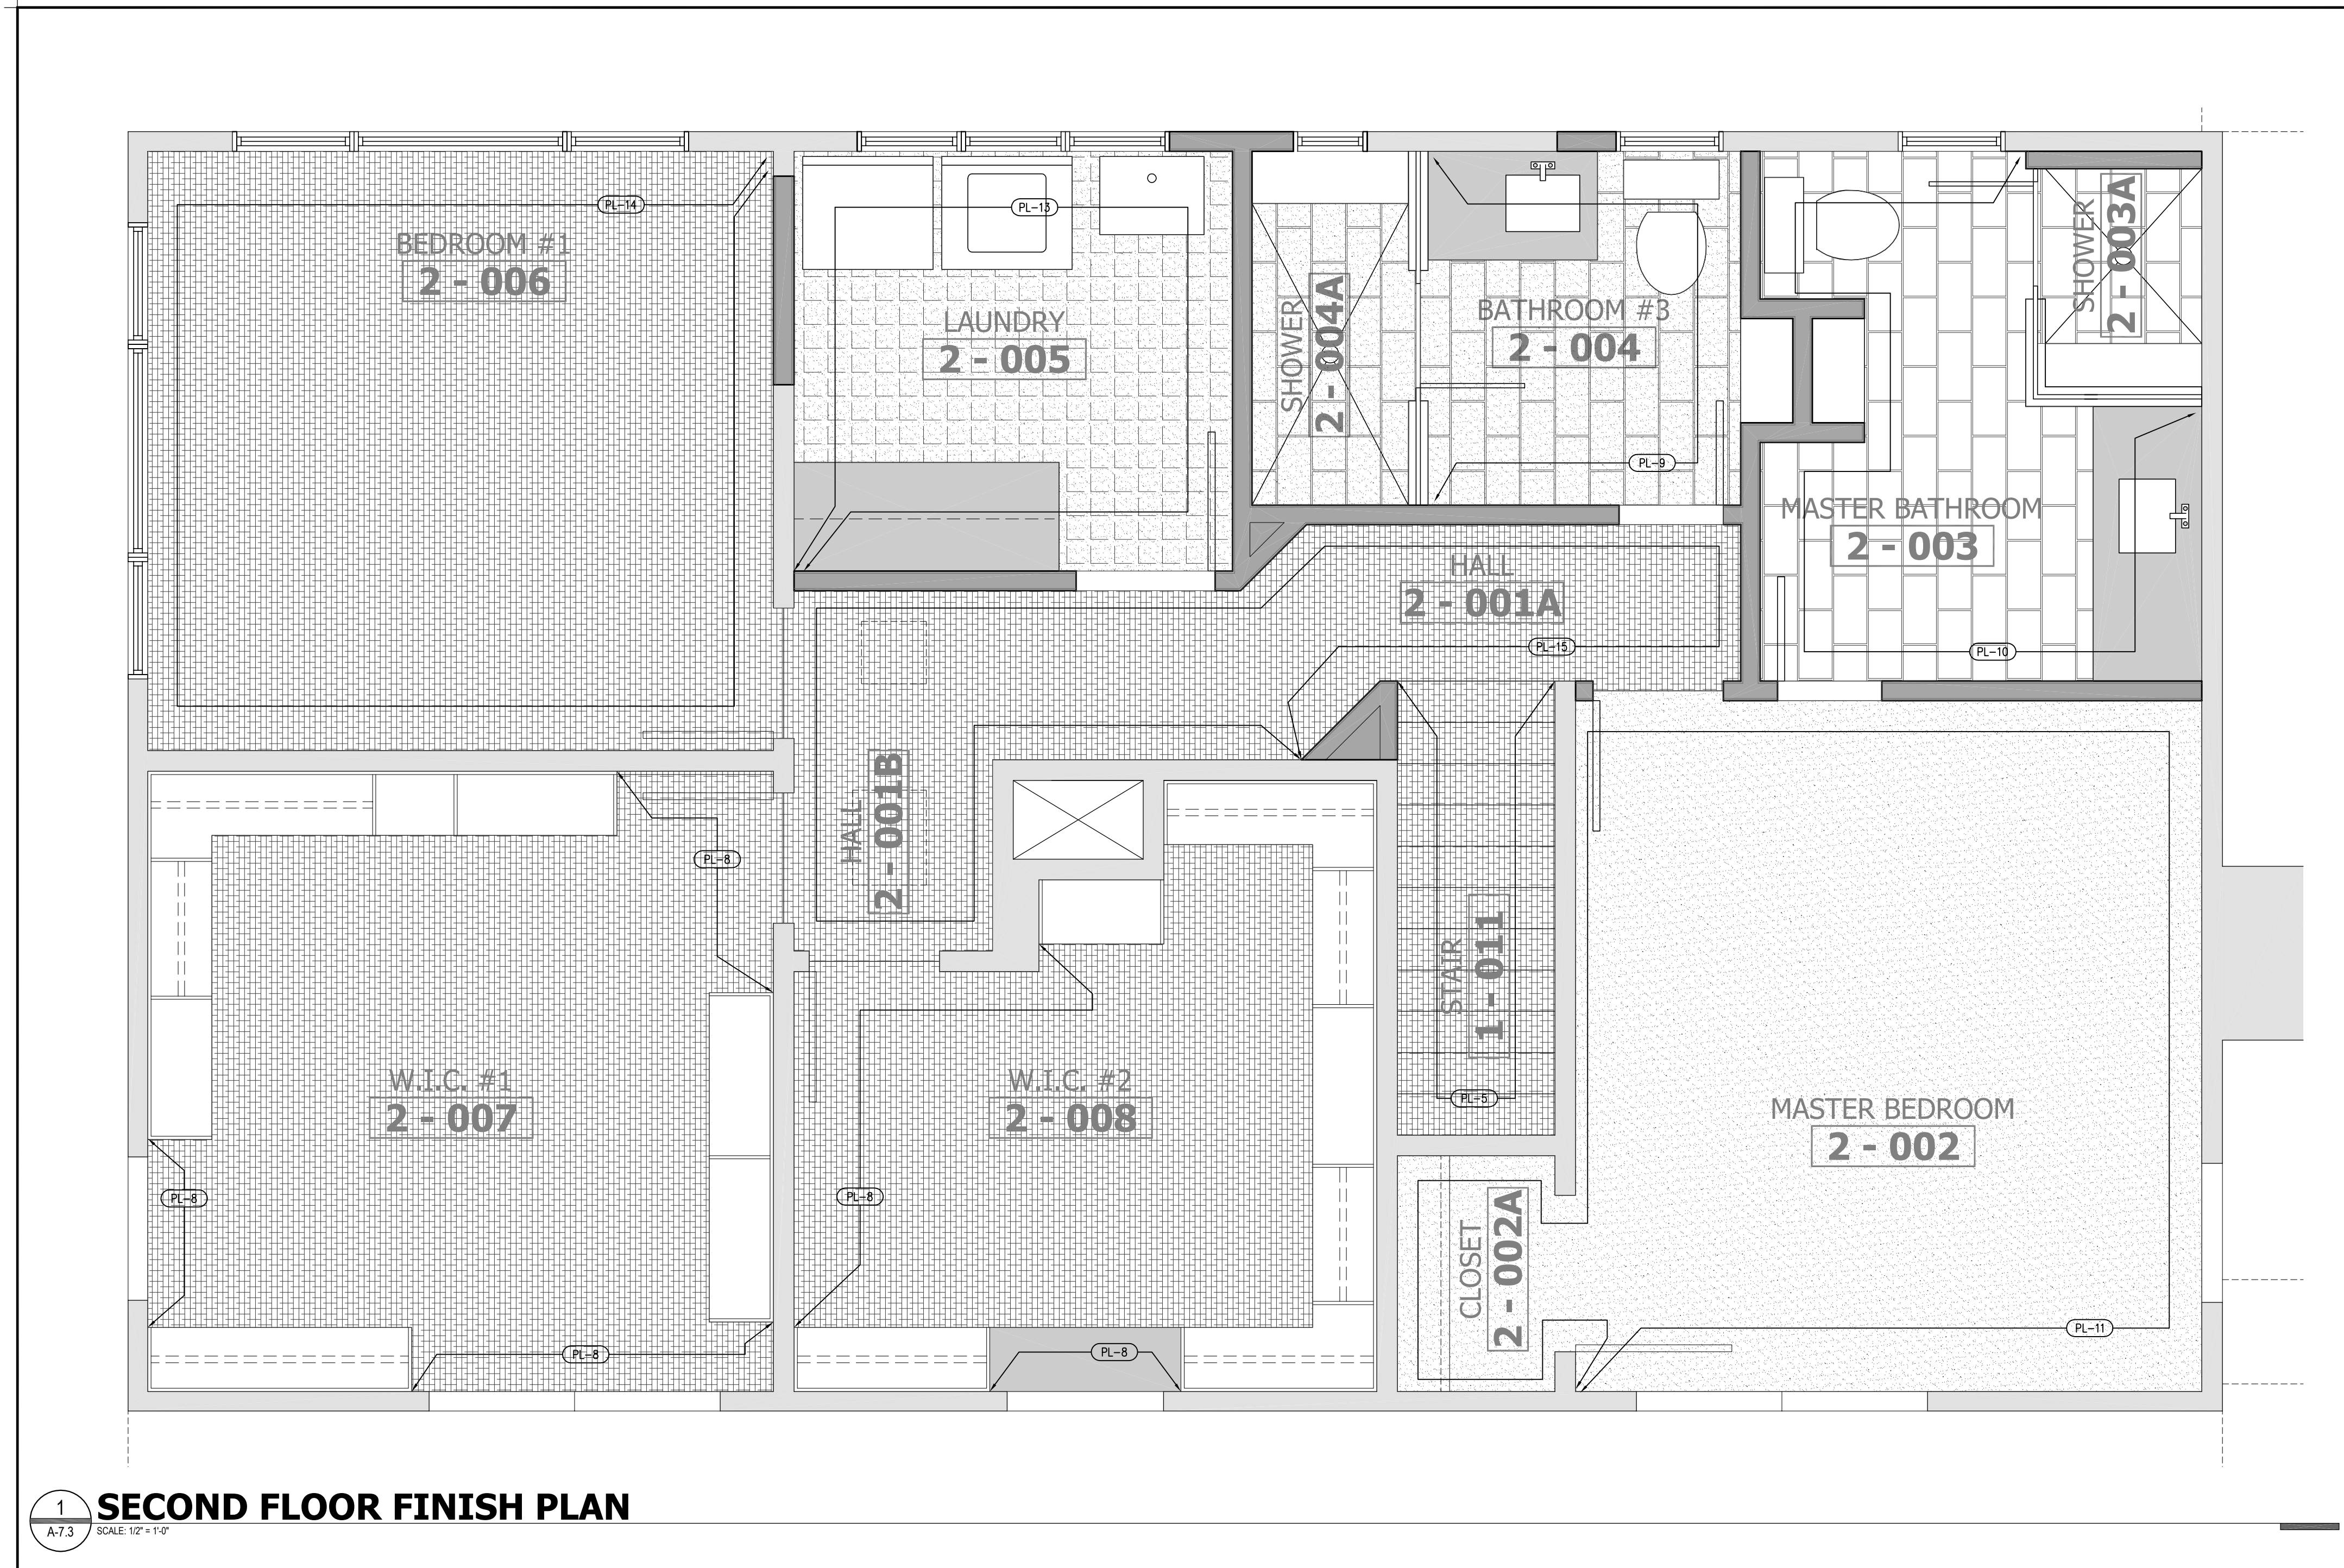 PL-14
BEDROOM #1
2 - 006
PL-13
LAUNDRY
2 - 005
SHOWER
2 - 004A
BATHROOM #3
2 - 004
PL-9
SHOWER
2 - 003A
MASTER BATHROOM
2 - 003
PL-10
HALL
2 - 001A
PL-15
HALL
2 - 001B
PL-8
W.I.C. #1
2 - 007
PL-8
PL-8
W.I.C. #2
2 - 008
PL-8
PL-8
STAIR
1 - 011
PL-5
MASTER BEDROOM
2 - 002
CLOSET
2 - 002A
PL-11
1
A-7.3
SECOND FLOOR FINISH PLAN
SCALE: 1/2" = 1'-0"